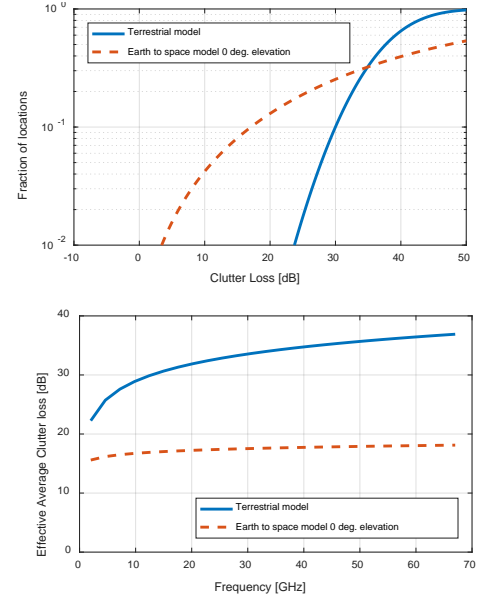 10 0
Terrestrial model
Earth to space model 0 deg. elevation
Fraction of locations
10 -1
10 -2
-10 0 10 20 30 40 50
Clutter Loss [dB]
40
30
20
10
0
Effective Average Clutter loss [dB]
Terrestrial model
Earth to space model 0 deg. elevation
0 10 20 30 40 50 60 70
Frequency [GHz]